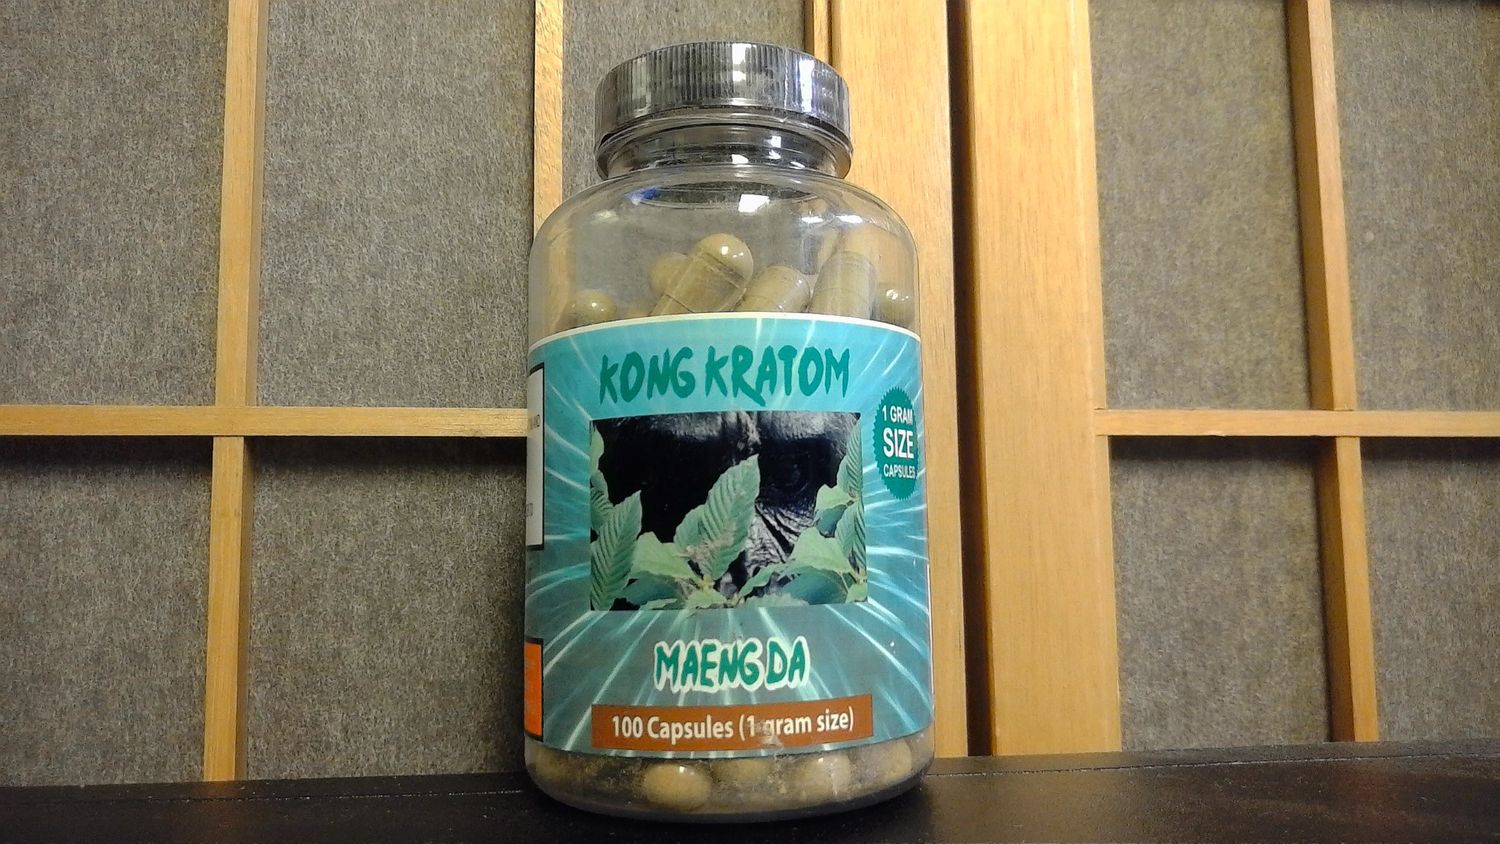 KONG KRATOM
1 GRAM
SIZE
CAPSULES
MAENG DA
100 Capsules (1 gram size)